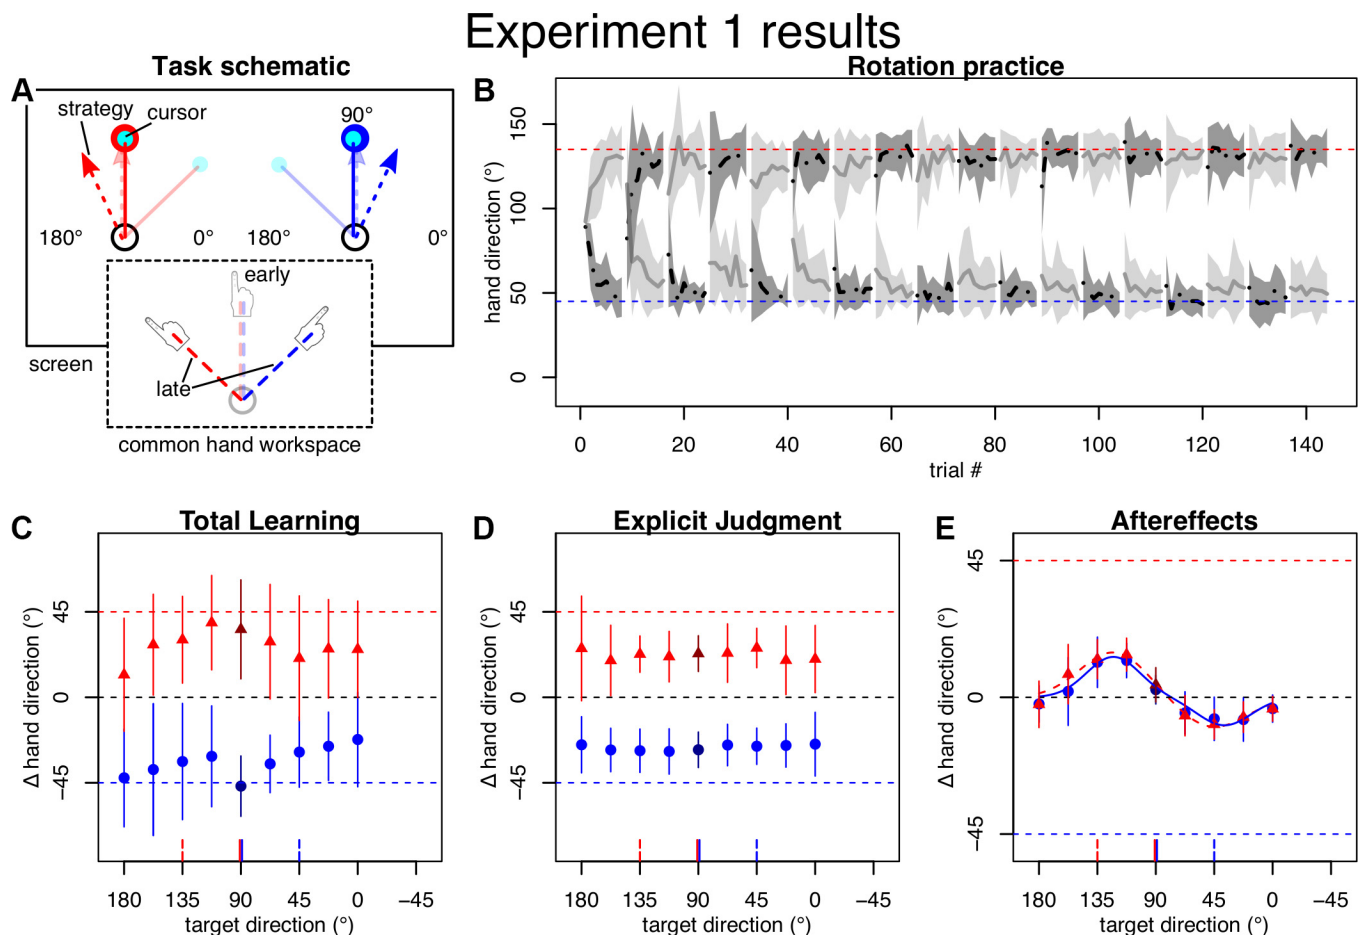 Experiment 1 results
A
Task schematic
strategy
cursor
90°
180°
0°
180°
0°
early
late
screen
common hand workspace
B
Rotation practice
hand direction (°)
150
100
50
0
0 20 40 60 80 100 120 140
trial #
C
Total Learning
Δ hand direction (°)
45
0
−45
180 135 90 45 0 −45
target direction (°)
D
Explicit Judgment
Δ hand direction (°)
45
0
−45
180 135 90 45 0 −45
target direction (°)
E
Aftereffects
Δ hand direction (°)
45
0
−45
180 135 90 45 0 −45
target direction (°)